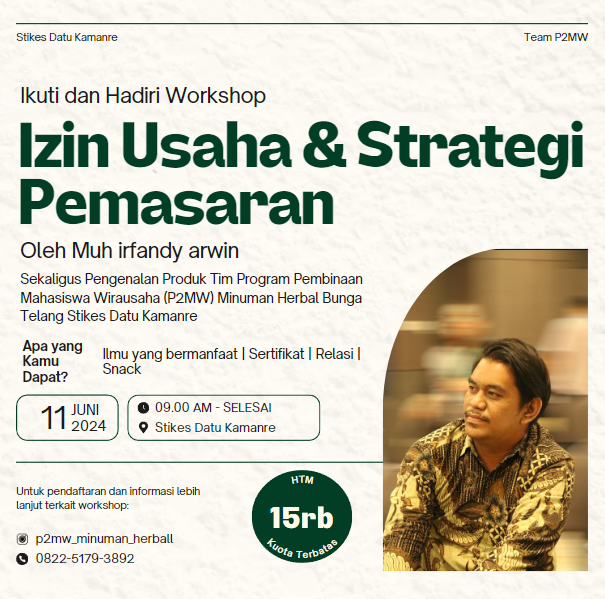 Stikes Datu Kamanre
Team P2MW
Ikuti dan Hadiri Workshop
Izin Usaha & Strategi
Pemasaran
Oleh Muh irfandy arwin
Sekaligus Pengenalan Produk Tim Program Pembinaan
Mahasiswa Wirausaha (P2MW) Minuman Herbal Bunga
Telang Stikes Datu Kamanre
Apa yang
Kamu
Dapat?
Ilmu yang bermanfaat | Sertifikat | Relasi |
Snack
11 JUNI
2024
09.00 AM - SELESAI
Stikes Datu Kamanre
Untuk pendaftaran dan informasi lebih
lanjut terkait workshop:
p2mw_minuman_herball
0822-5179-3892
HTM
15rb
Kuota Terbatas